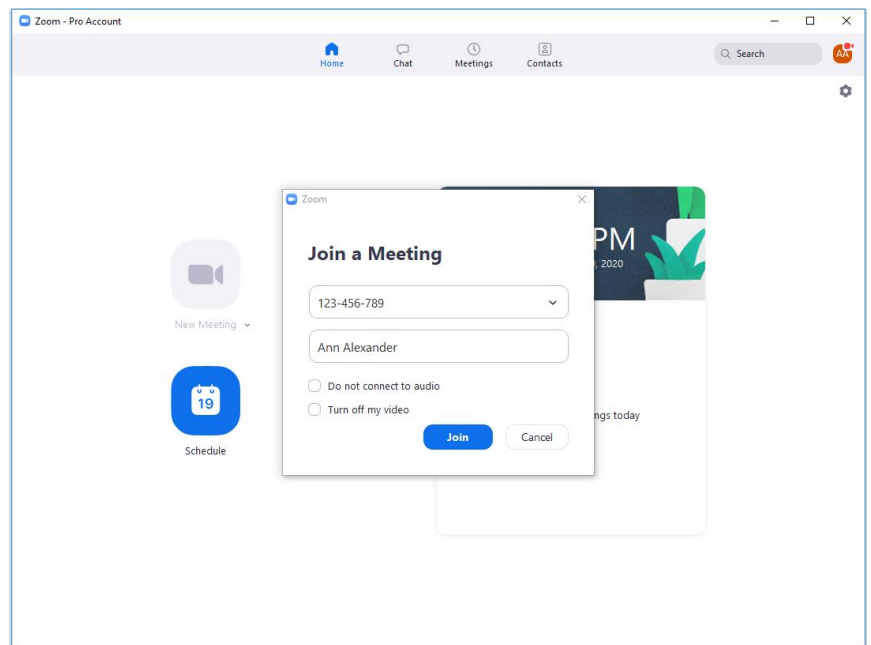 Zoom - Pro Account
Home
Chat
Meetings
Contacts
Search
AA
Zoom
Join a Meeting
PM
, 2020
123-456-789
New Meeting
Ann Alexander
Do not connect to audio
Turn off my video
19
ngs today
Join
Cancel
Schedule